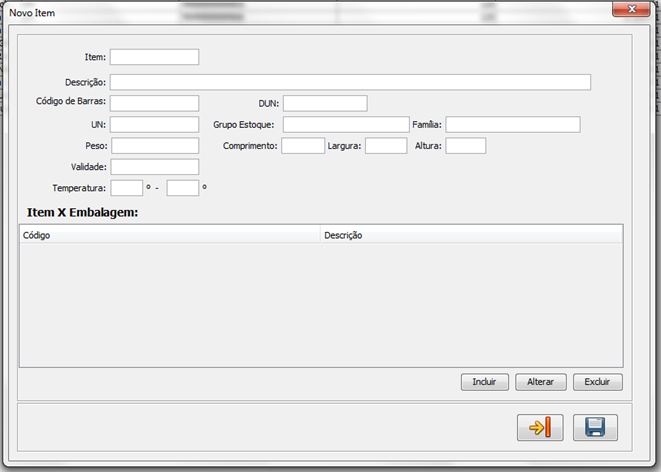 Novo Item
Item:
Descrição:
Código de Barras: DUN:
UN: Grupo Estoque: Família:
Peso: Comprimento: Largura: Altura:
Validade:
Temperatura: º - º
Item X Embalagem:
Código Descrição
Incluir Alterar Excluir